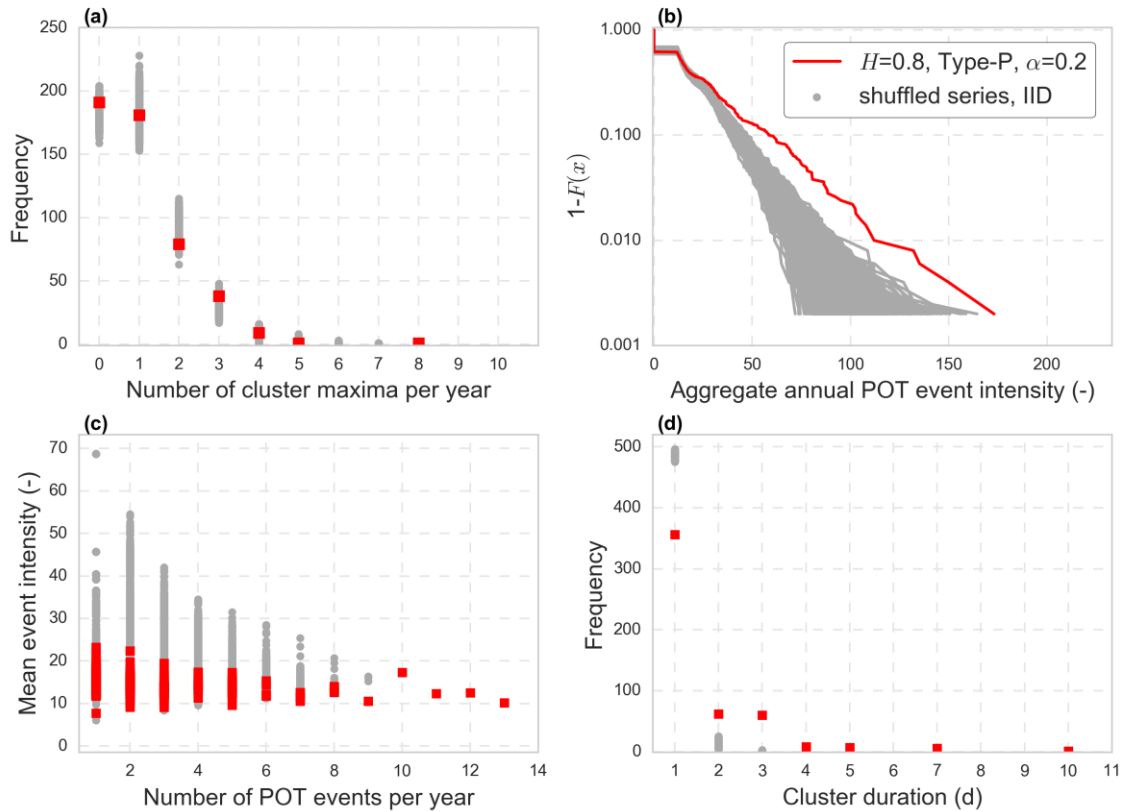 (a)
250
200
150
100
50
0
Frequency
0 1 2 3 4 5 6 7 8 9 10
Number of cluster maxima per year
(b)
1.000
0.100
0.010
0.001
1-F(x)
H=0.8, Type-P, α=0.2
shuffled series, IID
0 50 100 150 200
Aggregate annual POT event intensity (-)
(c)
70
60
50
40
30
20
10
0
Mean event intensity (-)
2 4 6 8 10 12 14
Number of POT events per year
(d)
500
400
300
200
100
0
Frequency
1 2 3 4 5 6 7 8 9 10 11
Cluster duration (d)